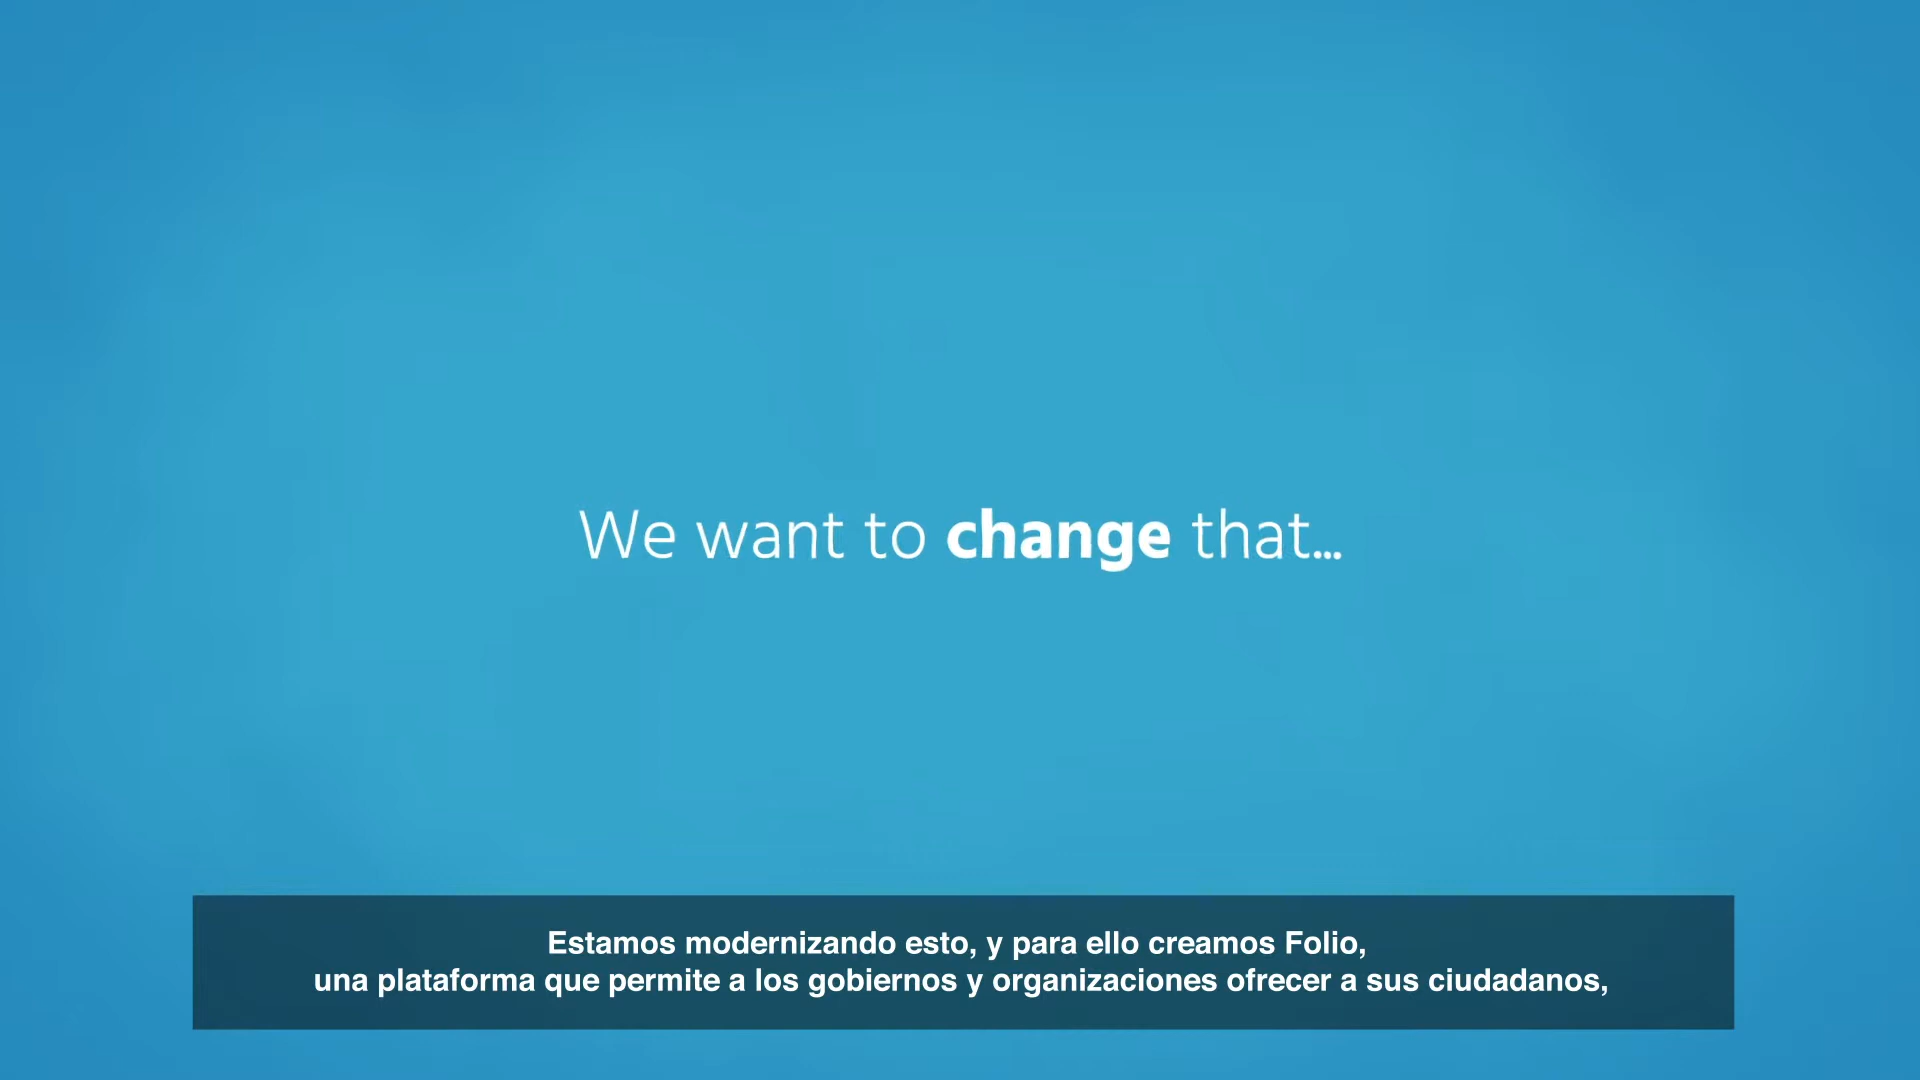 We want to change that...
Estamos modernizando esto, y para ello creamos Folio,
una plataforma que permite a los gobiernos y organizaciones ofrecer a sus ciudadanos,